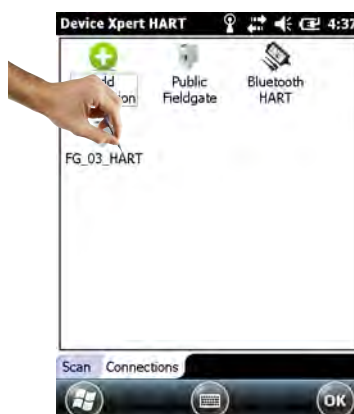 Device Xpert HART 4:37
Public
Fieldgate
Bluetooth
HART
FG_03_HART
Scan Connections
OK